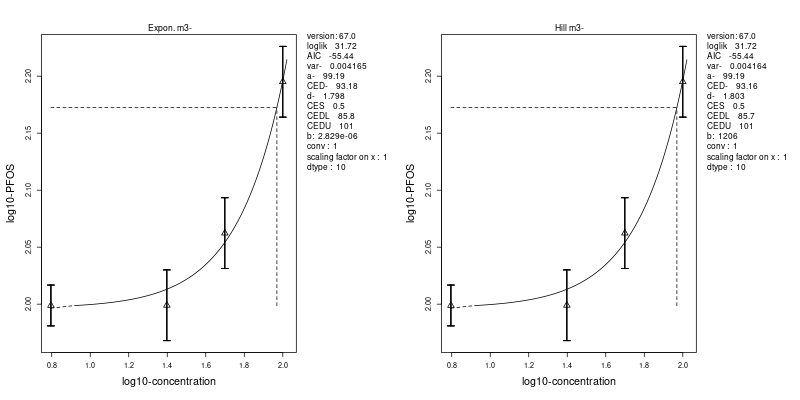 Expon. m3-
version: 67.0
loglik 31.72
AIC -55.44
var- 0.004165
a- 99.19
CED- 93.18
d- 1.798
CES 0.5
CEDL 85.8
CEDU 101
b: 2.829e-06
conv : 1
scaling factor on x : 1
dtype : 10
log10-PFOS
2.20
2.15
2.10
2.05
2.00
0.8 1.0 1.2 1.4 1.6 1.8 2.0
log10-concentration
Hill m3-
version: 67.0
loglik 31.72
AIC -55.44
var- 0.004164
a- 99.19
CED- 93.16
d- 1.803
CES 0.5
CEDL 85.7
CEDU 101
b: 1206
conv : 1
scaling factor on x : 1
dtype : 10
log10-PFOS
2.20
2.15
2.10
2.05
2.00
0.8 1.0 1.2 1.4 1.6 1.8 2.0
log10-concentration